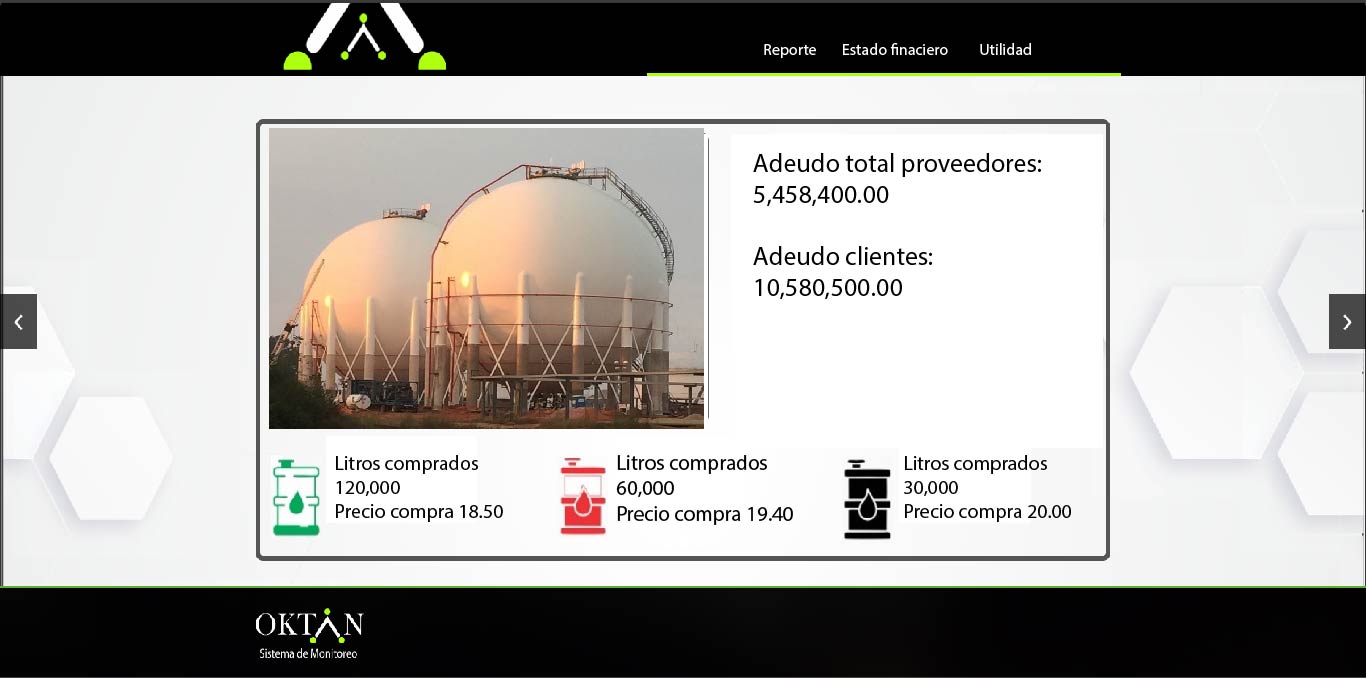 Reporte Estado finaciero Utilidad
Adeudo total proveedores:
5,458,400.00
Adeudo clientes:
10,580,500.00
Litros comprados
120,000
Precio compra 18.50
Litros comprados
60,000
Precio compra 19.40
Litros comprados
30,000
Precio compra 20.00
OKTAN
Sistema de Monitoreo